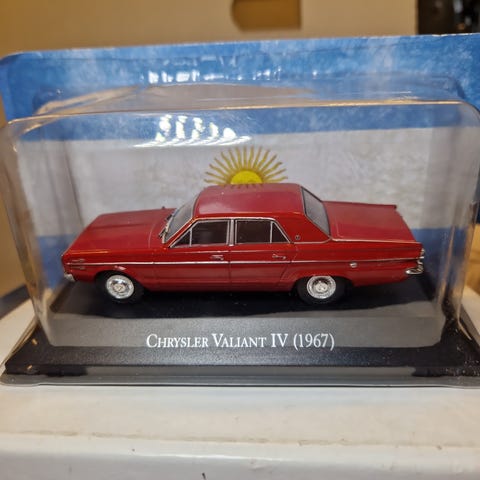 CHRYSLER VALIANT IV (1967)